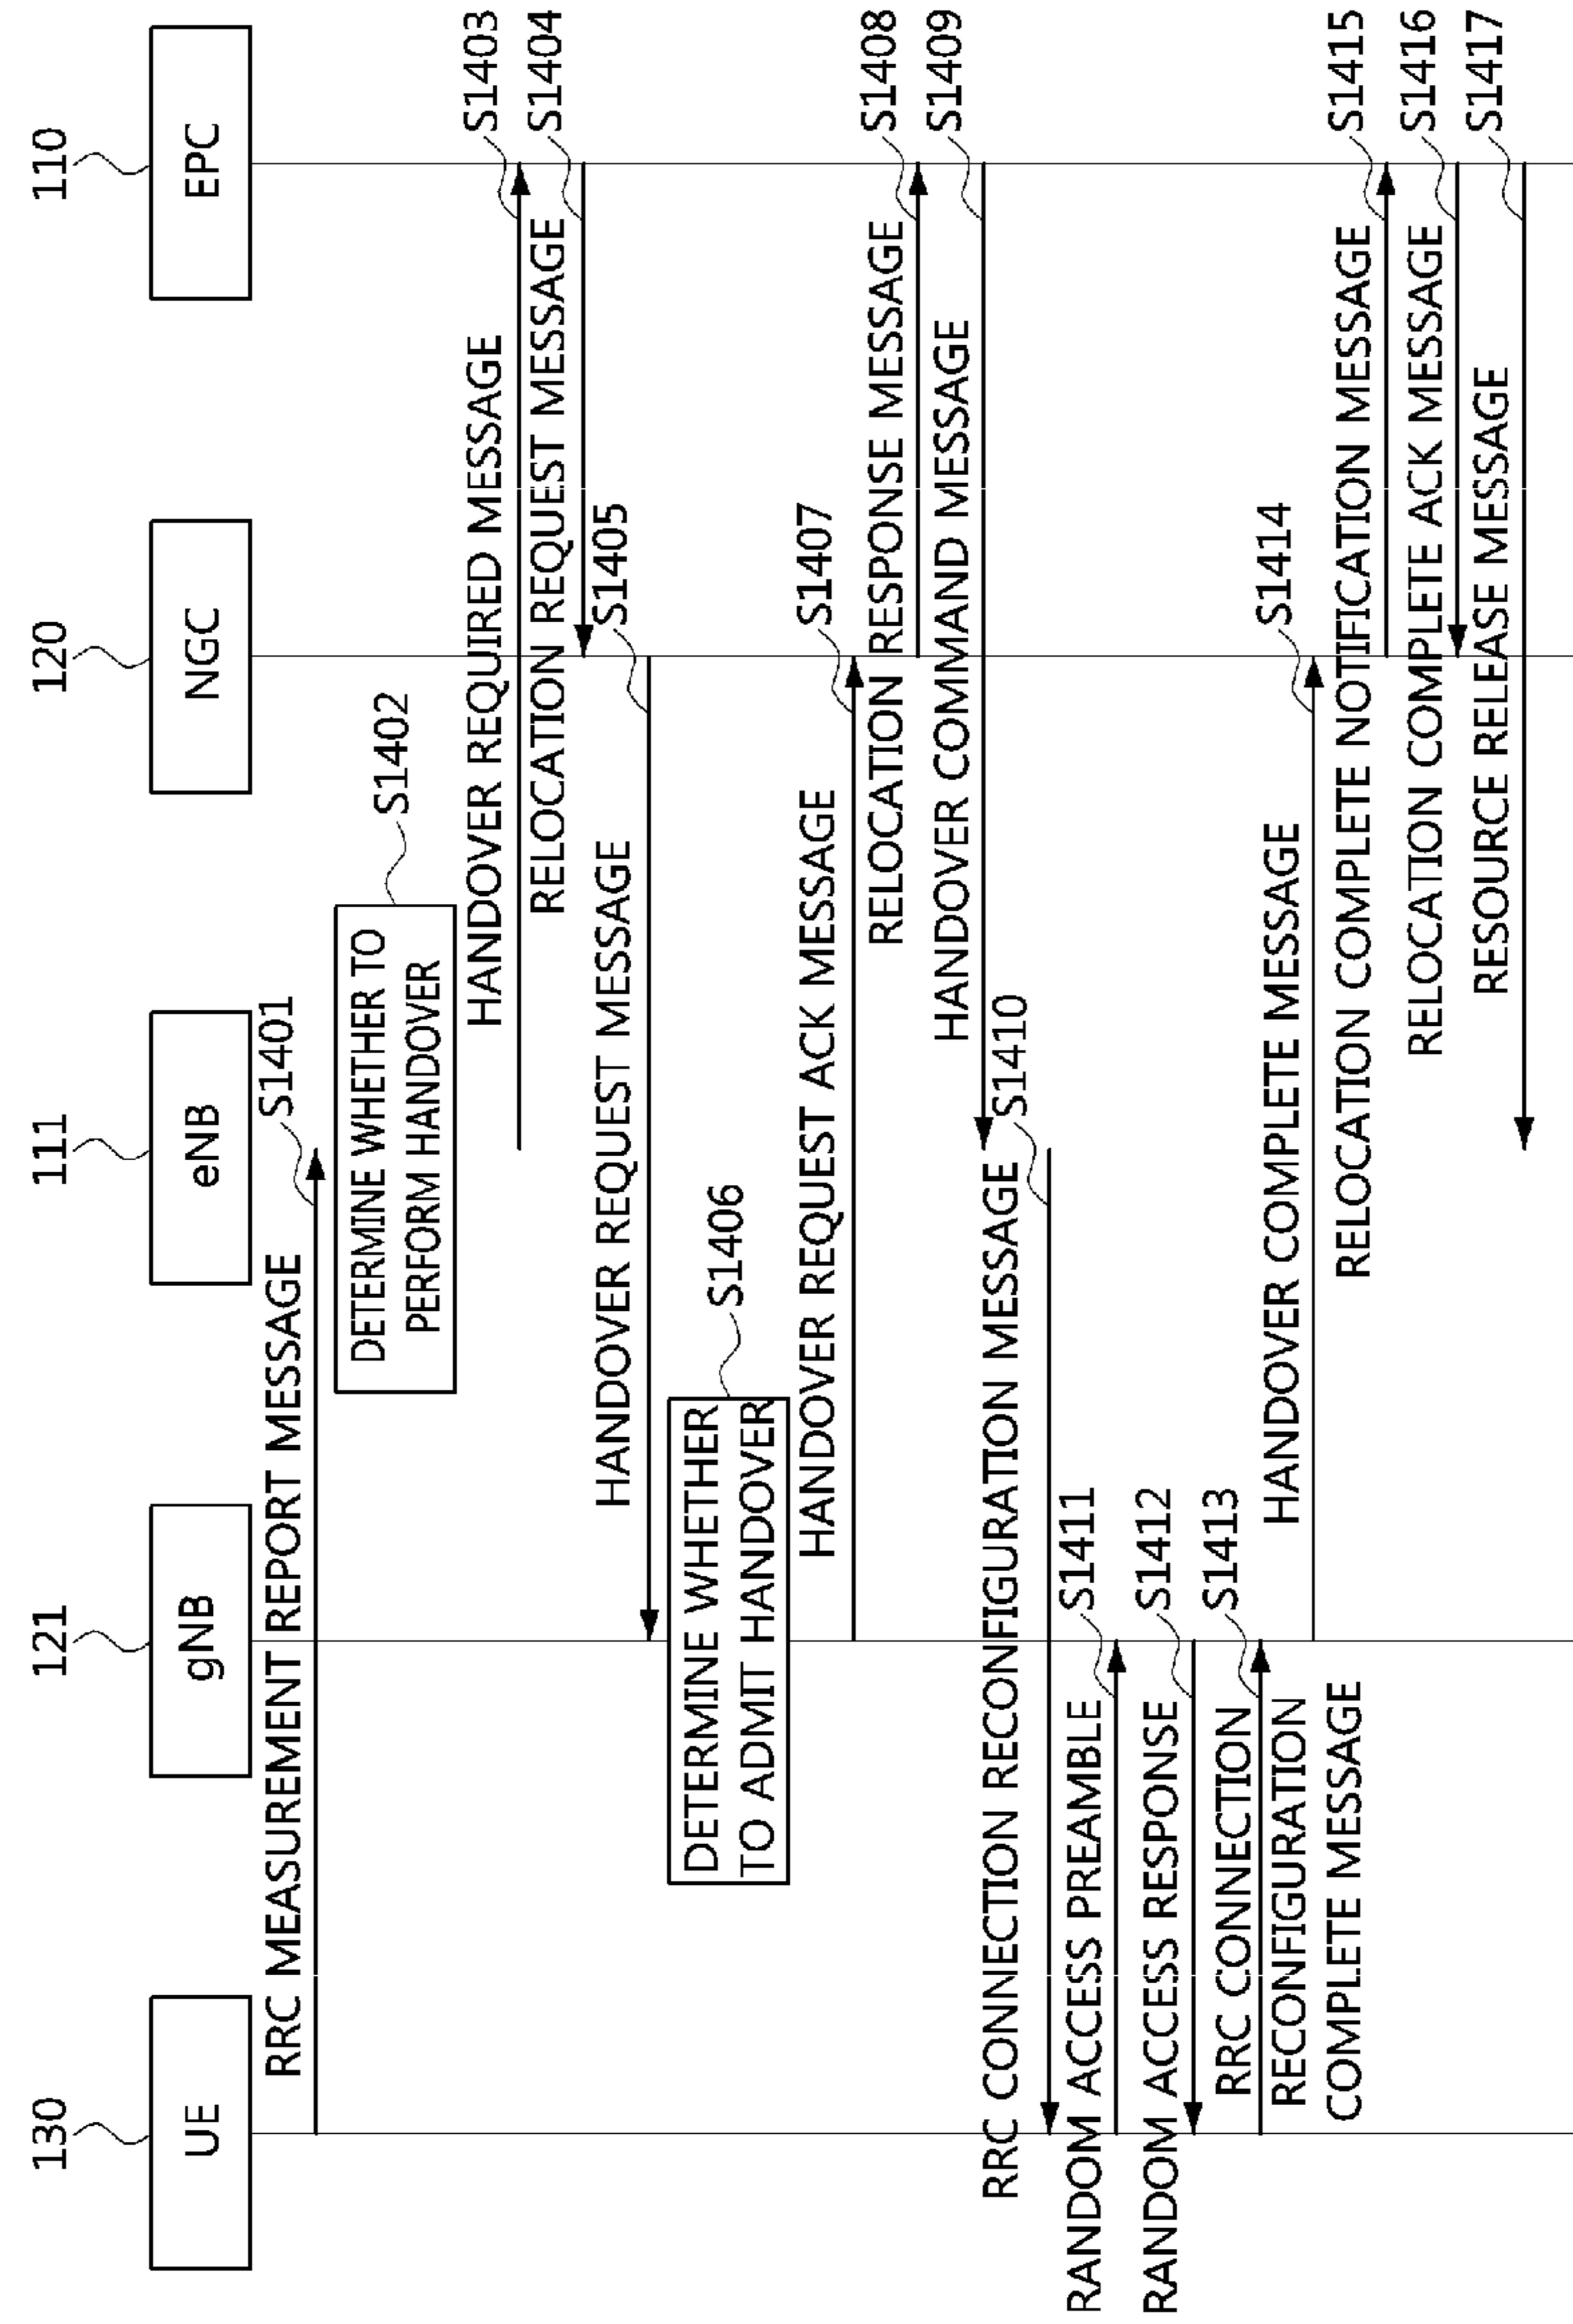 130
121
111
120
110
UE
gNB
eNB
NGC
EPC
RRC MEASUREMENT REPORT MESSAGE
S1401
DETERMINE WHETHER TO
PERFORM HANDOVER
S1402
HANDOVER REQUIRED MESSAGE
S1403
RELOCATION REQUEST MESSAGE
S1404
HANDOVER REQUEST MESSAGE
S1405
DETERMINE WHETHER
TO ADMIT HANDOVER
S1406
HANDOVER REQUEST ACK MESSAGE
S1407
RELOCATION RESPONSE MESSAGE
S1408
HANDOVER COMMAND MESSAGE
S1409
RRC CONNECTION RECONFIGURATION MESSAGE
S1410
RANDOM ACCESS PREAMBLE
S1411
RANDOM ACCESS RESPONSE
S1412
RRC CONNECTION
RECONFIGURATION
COMPLETE MESSAGE
S1413
HANDOVER COMPLETE MESSAGE
S1414
RELOCATION COMPLETE NOTIFICATION MESSAGE
S1415
RELOCATION COMPLETE ACK MESSAGE
S1416
RESOURCE RELEASE MESSAGE
S1417